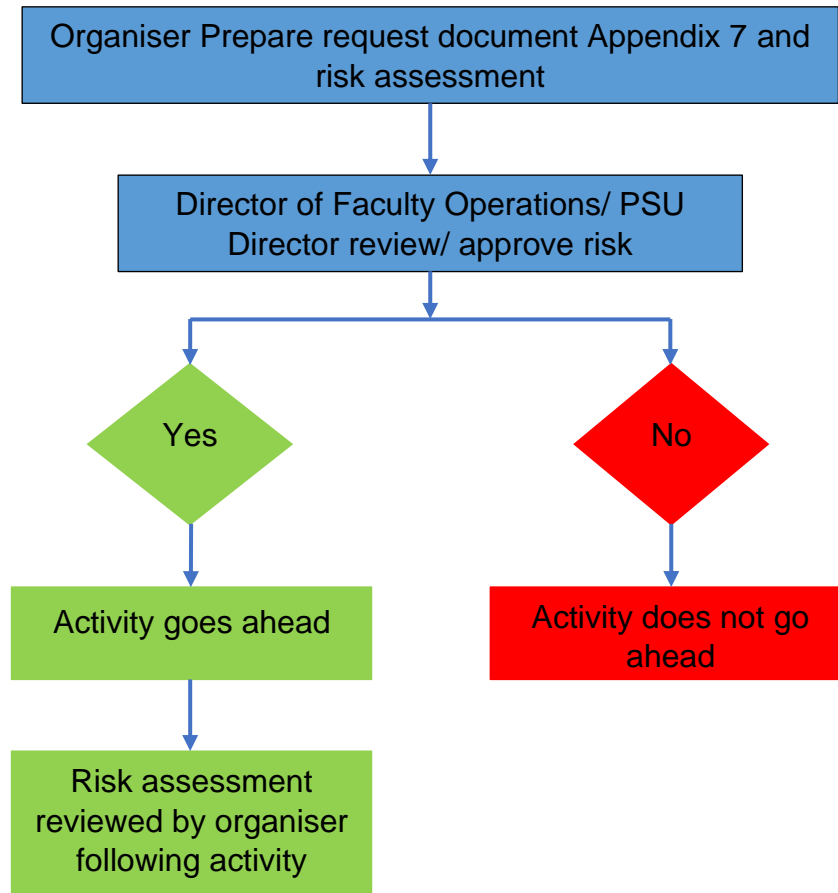 Organiser Prepare request document Appendix 7 and
risk assessment
Director of Faculty Operations/ PSU
Director review/ approve risk
Yes
No
Activity goes ahead
Activity does not go
ahead
Risk assessment
reviewed by organiser
following activity